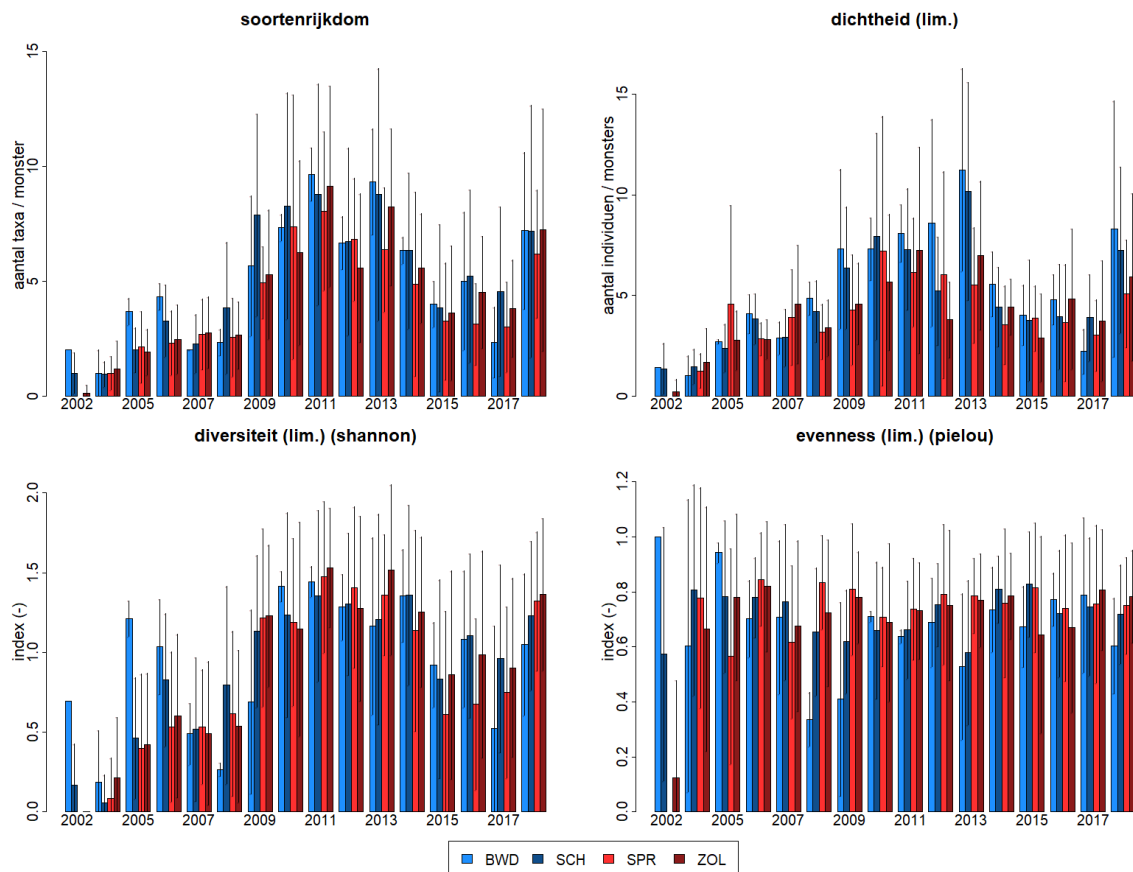 soortenrijkdom
aantal taxa / monster
15
10
5
0
2002 2005 2007 2009 2011 2013 2015 2017
dichtheid (lim.)
aantal individuen / monsters
15
10
5
0
2002 2005 2007 2009 2011 2013 2015 2017
diversiteit (lim.) (shannon)
index (-)
2.0
1.5
1.0
0.5
0.0
2002 2005 2007 2009 2011 2013 2015 2017
evenness (lim.) (pielou)
index (-)
1.2
1.0
0.8
0.6
0.4
0.2
0.0
2002 2005 2007 2009 2011 2013 2015 2017
BWD SCH SPR ZOL